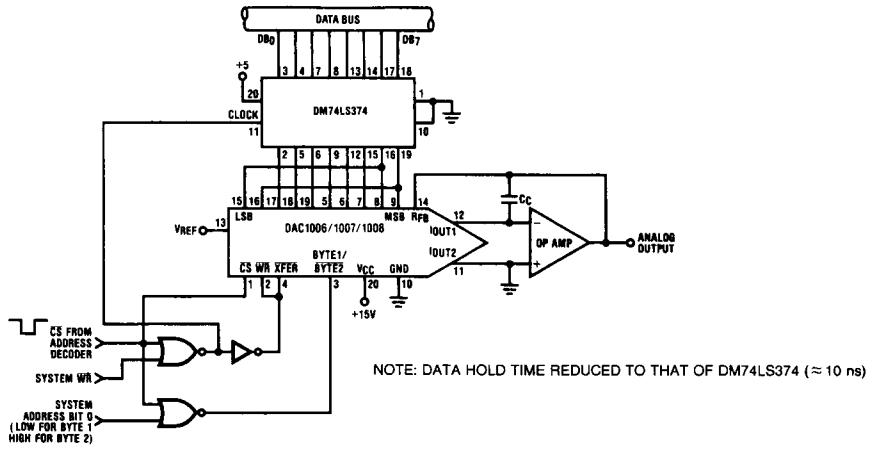 DATA BUS
DB0 DB7
3 4 7 8 13 14 17 18
+5
20 1
DM74LS374
CLOCK
11 10
2 5 6 9 12 15 16 19
15 16 17 18 19 5 6 7 8 9 14
LSB MSB RFB
CC
VREF 13
DAC1006/1007/1008
IOUT1 12
IOUT2
11
− +
OP AMP
ANALOG
OUTPUT
BYTE1/
CS WR XFER BYTE2 VCC GND
1 2 4 3 20 10
+15V
CS FROM
ADDRESS
DECODER
SYSTEM WR
SYSTEM
ADDRESS BIT 0
(LOW FOR BYTE 1
HIGH FOR BYTE 2)
NOTE: DATA HOLD TIME REDUCED TO THAT OF DM74LS374 (≈ 10 ns)